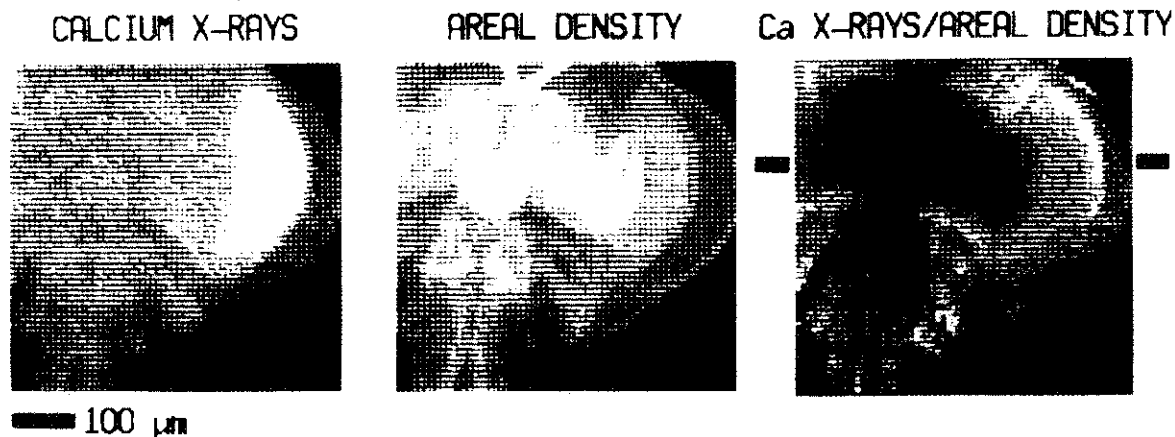 CALCIUM X-RAYS
AREAL DENSITY
Ca X-RAYS/AREAL DENSITY
100 μm